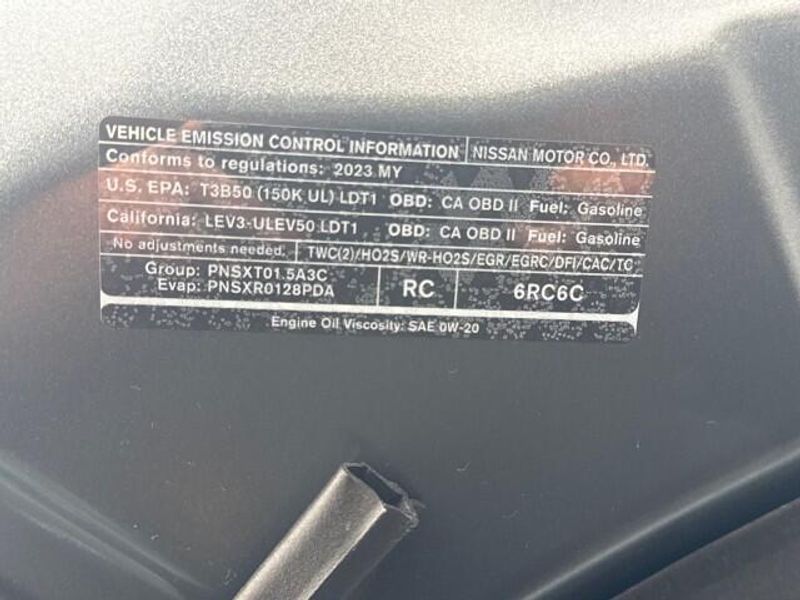 VEHICLE EMISSION CONTROL INFORMATION NISSAN MOTOR CO., LTD.
Conforms to regulations: 2023 MY
U.S. EPA: T3B50 (150K UL) LDT1 OBD: CA OBD II Fuel: Gasoline
California: LEV3-ULEV50 LDT1 OBD: CA OBD II Fuel: Gasoline
No adjustments needed. TWC(2)/HO2S/WR-HO2S/EGR/EGRC/DFI/CAC/TC
Group: PNSXT01.5A3C
Evap: PNSXR0128PDA RC 6RC6C
Engine Oil Viscosity: SAE 0W-20